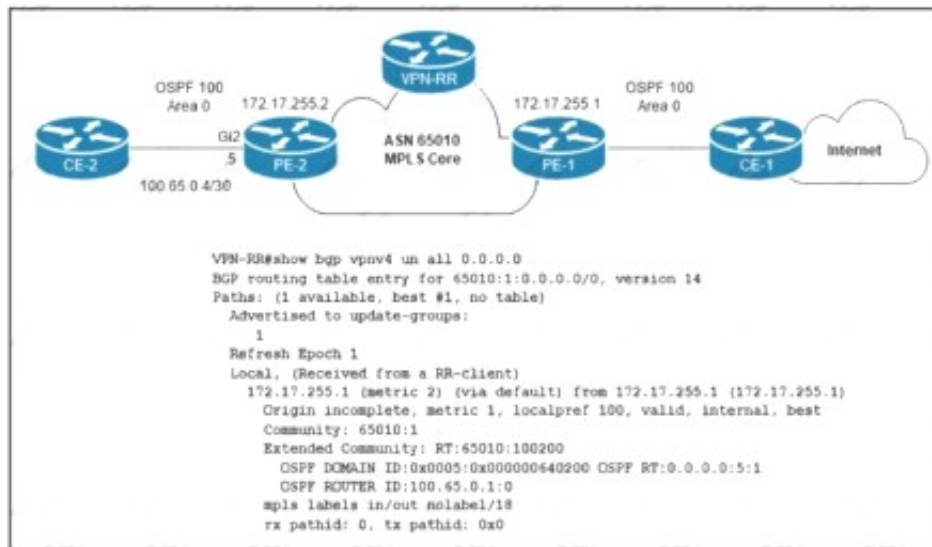 VPN-RR
OSPF 100
Area 0
172.17.255.2
172.17.255.1
OSPF 100
Area 0
Gi2
.5
ASN 65010
MPLS Core
Internet
CE-2
PE-2
PE-1
CE-1
100.65.0.4/30
VPN-RR#show bgp vpnv4 un all 0.0.0.0
BGP routing table entry for 65010:1:0.0.0.0/0, version 14
Paths: (1 available, best #1, no table)
Advertised to update-groups:
1
Refresh Epoch 1
Local, (Received from a RR-client)
172.17.255.1 (metric 2) (via default) from 172.17.255.1 (172.17.255.1)
Origin incomplete, metric 1, localpref 100, valid, internal, best
Community: 65010:1
Extended Community: RT:65010:100200
OSPF DOMAIN ID:0x0005:0x000000640200 OSPF RT:0.0.0.0:5:1
OSPF ROUTER ID:100.65.0.1:0
mpls labels in/out nolabel/18
rx pathid: 0, tx pathid: 0x0